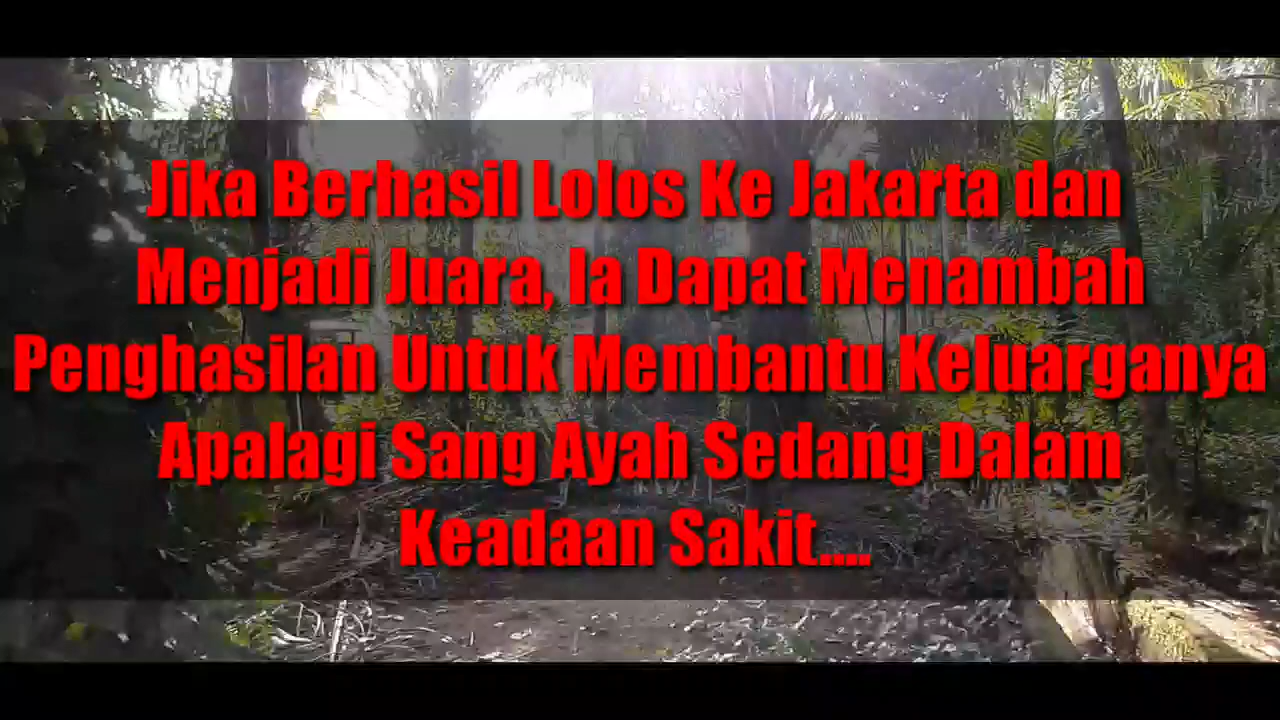 Jika Berhasil Lolos Ke Jakarta dan
Menjadi Juara, Ia Dapat Menambah
Penghasilan Untuk Membantu Keluarganya
Apalagi Sang Ayah Sedang Dalam
Keadaan Sakit....